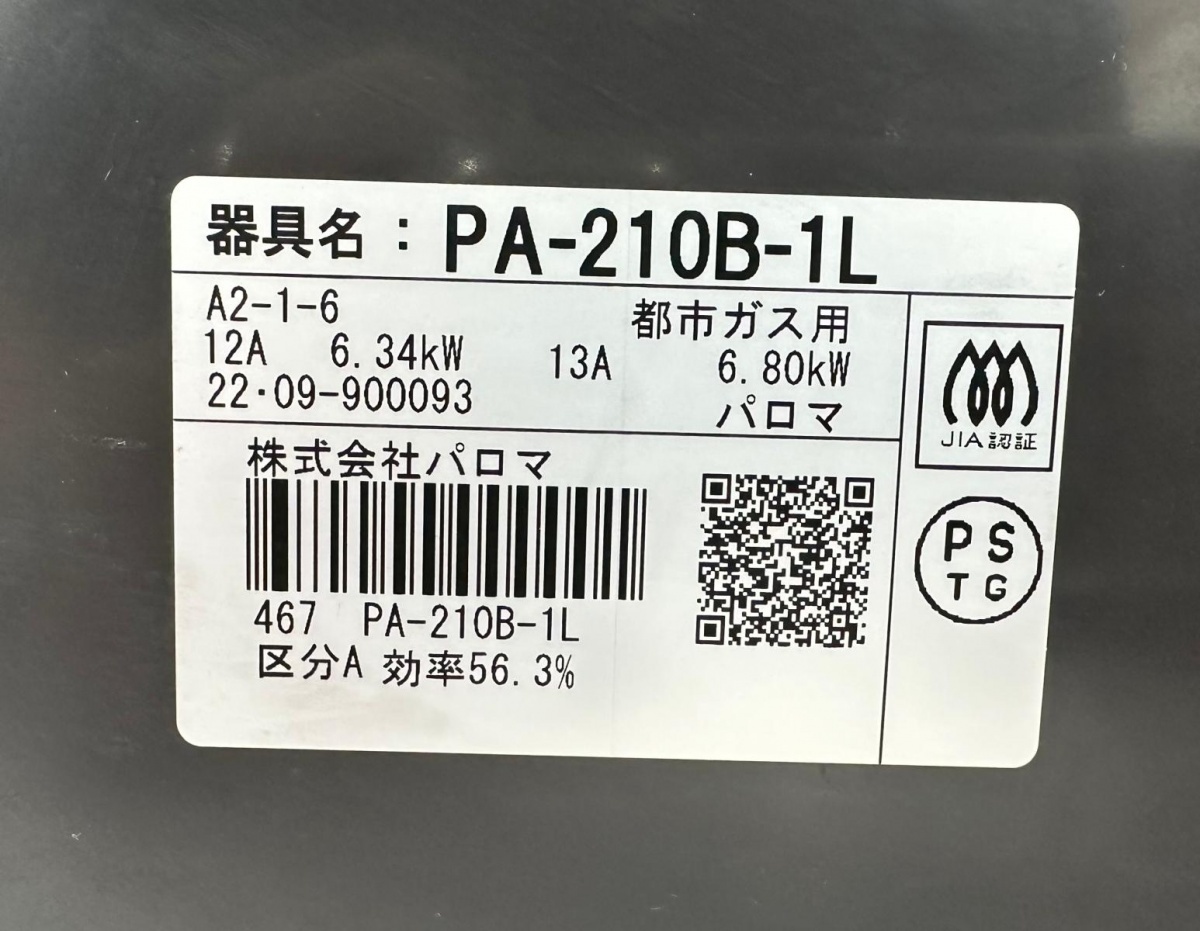 器具名：PA-210B-1L
A2-1-6 都市ガス用
12A 6.34kW 13A 6.80kW
22・09-900093 パロマ
JIA認証
株式会社パロマ
PS
TG
467 PA-210B-1L
区分A 効率56.3%